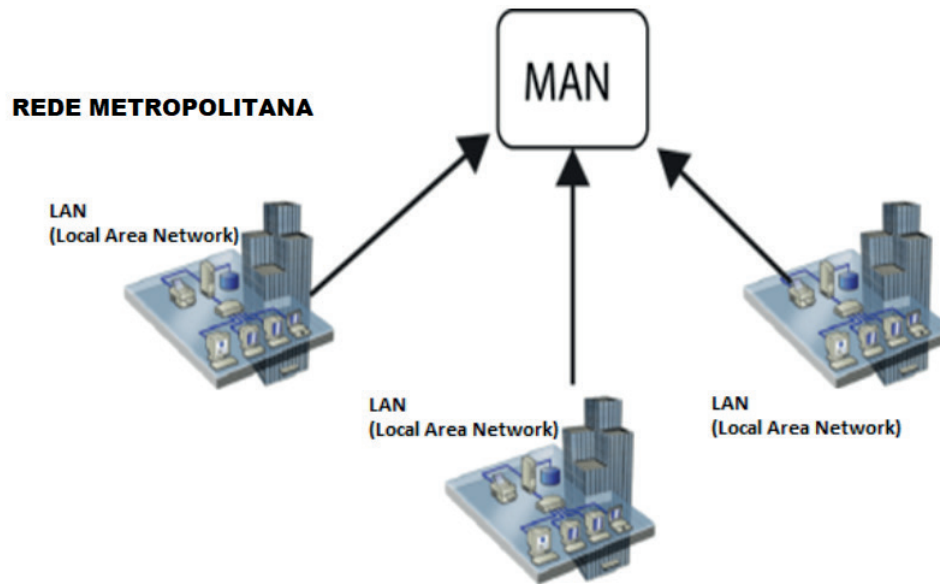 MAN
REDE METROPOLITANA
LAN
(Local Area Network)
LAN
(Local Area Network)
LAN
(Local Area Network)